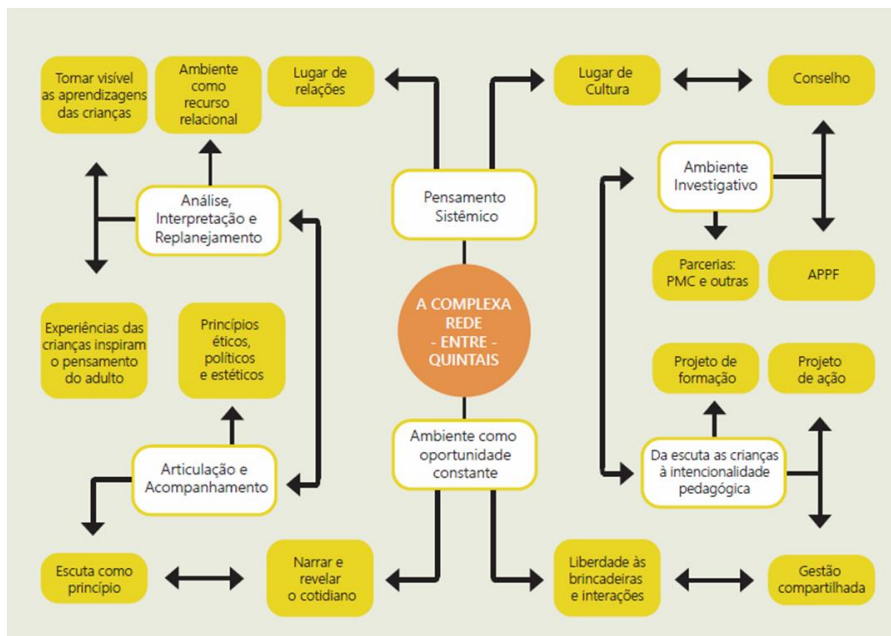 Tornar visível
as aprendizagens
das crianças
Ambiente
como
recurso
relacional
Lugar de
relações
Lugar de
Cultura
Conselho
Análise,
Interpretação e
Replanejamento
Pensamento
Sistêmico
Ambiente
Investigativo
Parcerias:
PMC e outras
APPF
A COMPLEXA
REDE
- ENTRE -
QUINTAIS
Experiências das
crianças inspiram
o pensamento
do adulto
Princípios
éticos,
políticos
e estéticos
Projeto de
formação
Projeto
de ação
Articulação e
Acompanhamento
Ambiente como
oportunidade
constante
Da escuta as crianças
à intencionalidade
pedagógica
Escuta como
princípio
Narrar e
revelar
o cotidiano
Liberdade às
brincadeiras
e interações
Gestão
compartilhada